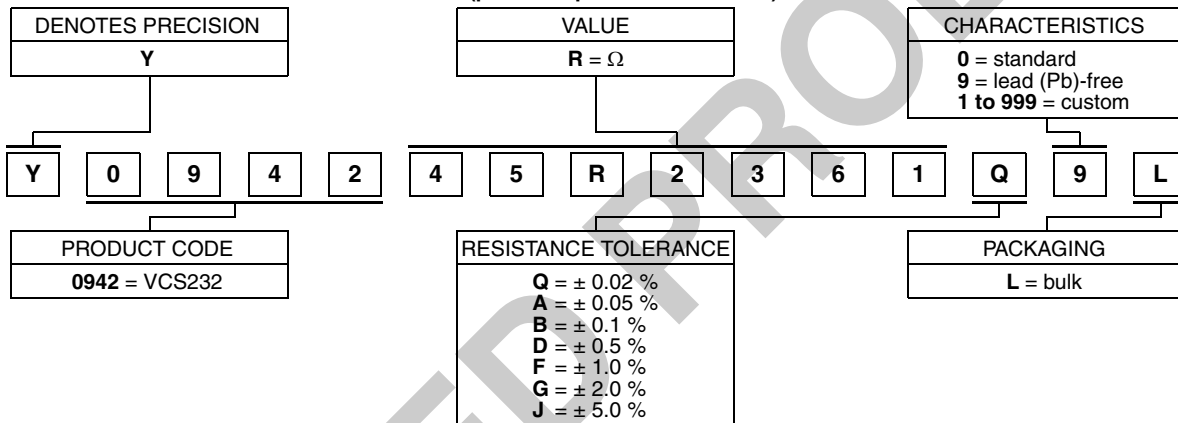 DENOTES PRECISION
Y
VALUE
R = Ω
CHARACTERISTICS
0 = standard
9 = lead (Pb)-free
1 to 999 = custom
Y 0 9 4 2 4 5 R 2 3 6 1 Q 9 L
PRODUCT CODE
0942 = VCS232
RESISTANCE TOLERANCE
Q = ± 0.02 %
A = ± 0.05 %
B = ± 0.1 %
D = ± 0.5 %
F = ± 1.0 %
G = ± 2.0 %
J = ± 5.0 %
PACKAGING
L = bulk